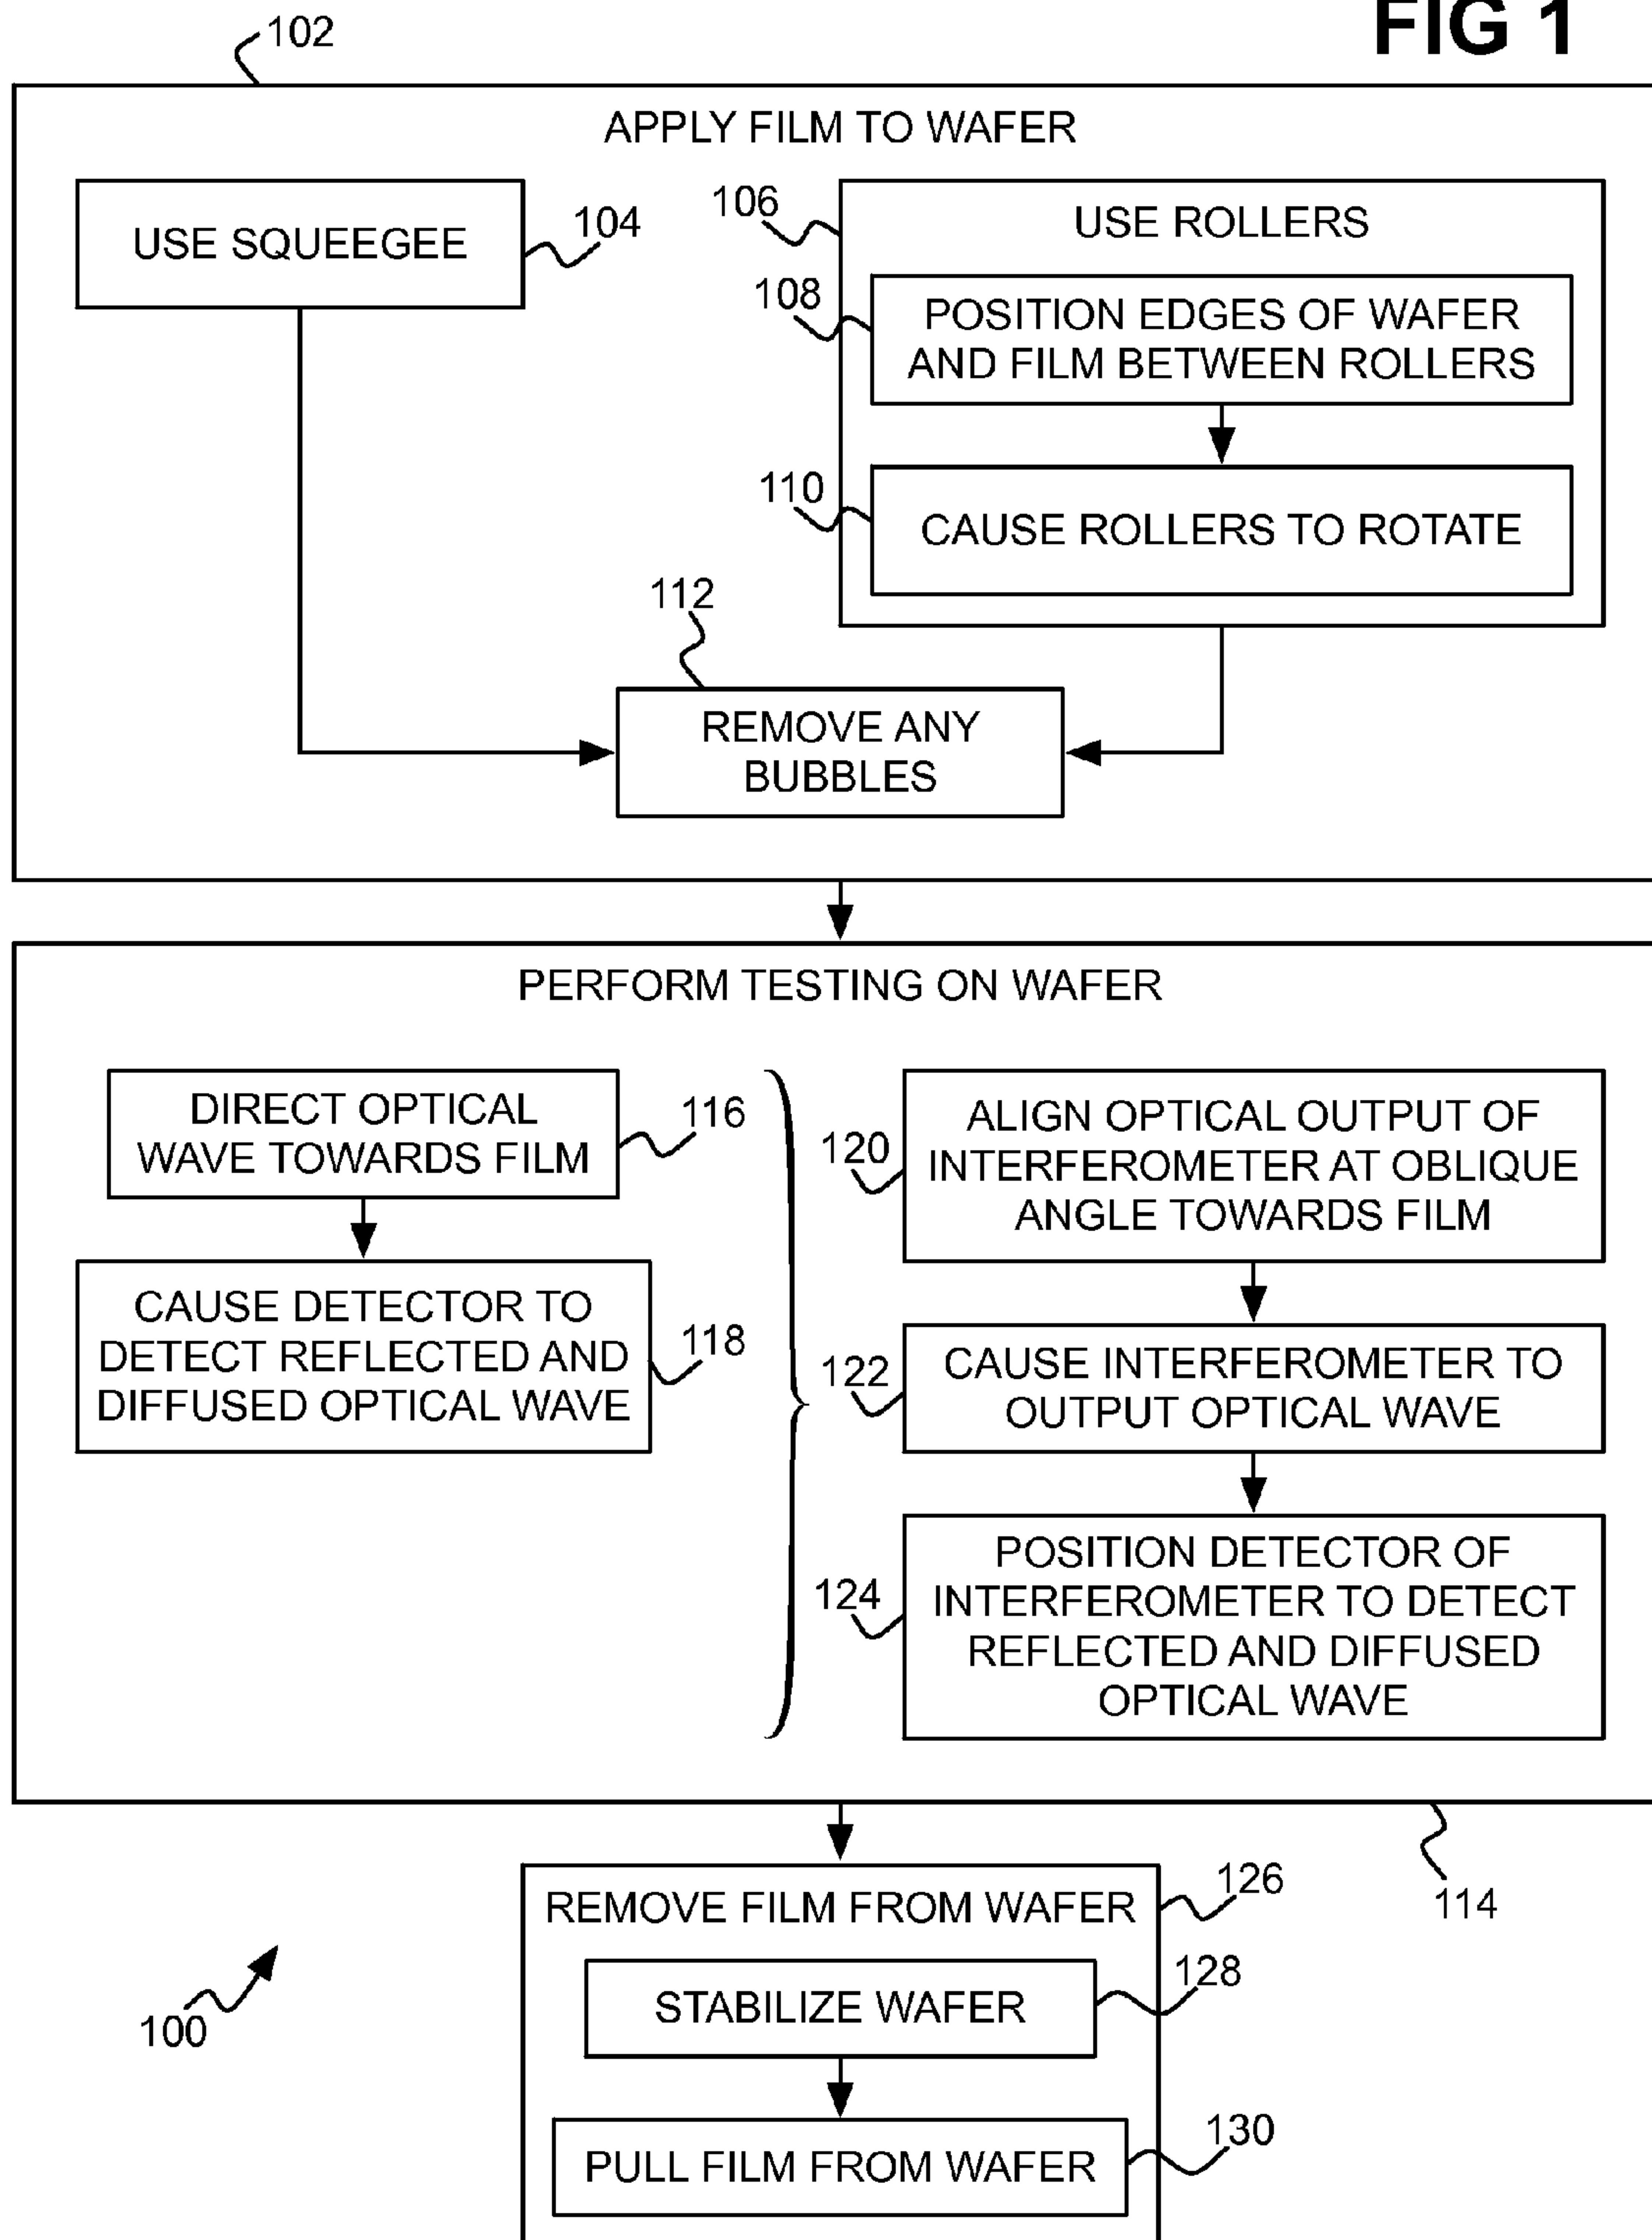 FIG 1
102
APPLY FILM TO WAFER
USE SQUEEGEE
104
106
USE ROLLERS
108
POSITION EDGES OF WAFER
AND FILM BETWEEN ROLLERS
110
CAUSE ROLLERS TO ROTATE
112
REMOVE ANY
BUBBLES
PERFORM TESTING ON WAFER
DIRECT OPTICAL
WAVE TOWARDS FILM
116
CAUSE DETECTOR TO
DETECT REFLECTED AND
DIFFUSED OPTICAL WAVE
118
120
ALIGN OPTICAL OUTPUT OF
INTERFEROMETER AT OBLIQUE
ANGLE TOWARDS FILM
122
CAUSE INTERFEROMETER TO
OUTPUT OPTICAL WAVE
124
POSITION DETECTOR OF
INTERFEROMETER TO DETECT
REFLECTED AND DIFFUSED
OPTICAL WAVE
114
REMOVE FILM FROM WAFER
126
STABILIZE WAFER
128
PULL FILM FROM WAFER
130
100